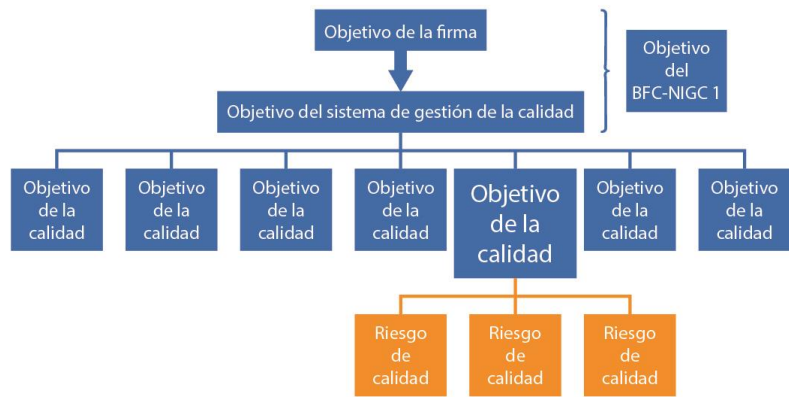 Objetivo de la firma
Objetivo
del
BFC-NIGC 1
Objetivo del sistema de gestión de la calidad
Objetivo
de la
calidad
Objetivo
de la
calidad
Objetivo
de la
calidad
Objetivo
de la
calidad
Objetivo
de la
calidad
Objetivo
de la
calidad
Objetivo
de la
calidad
Riesgo
de
calidad
Riesgo
de
calidad
Riesgo
de
calidad